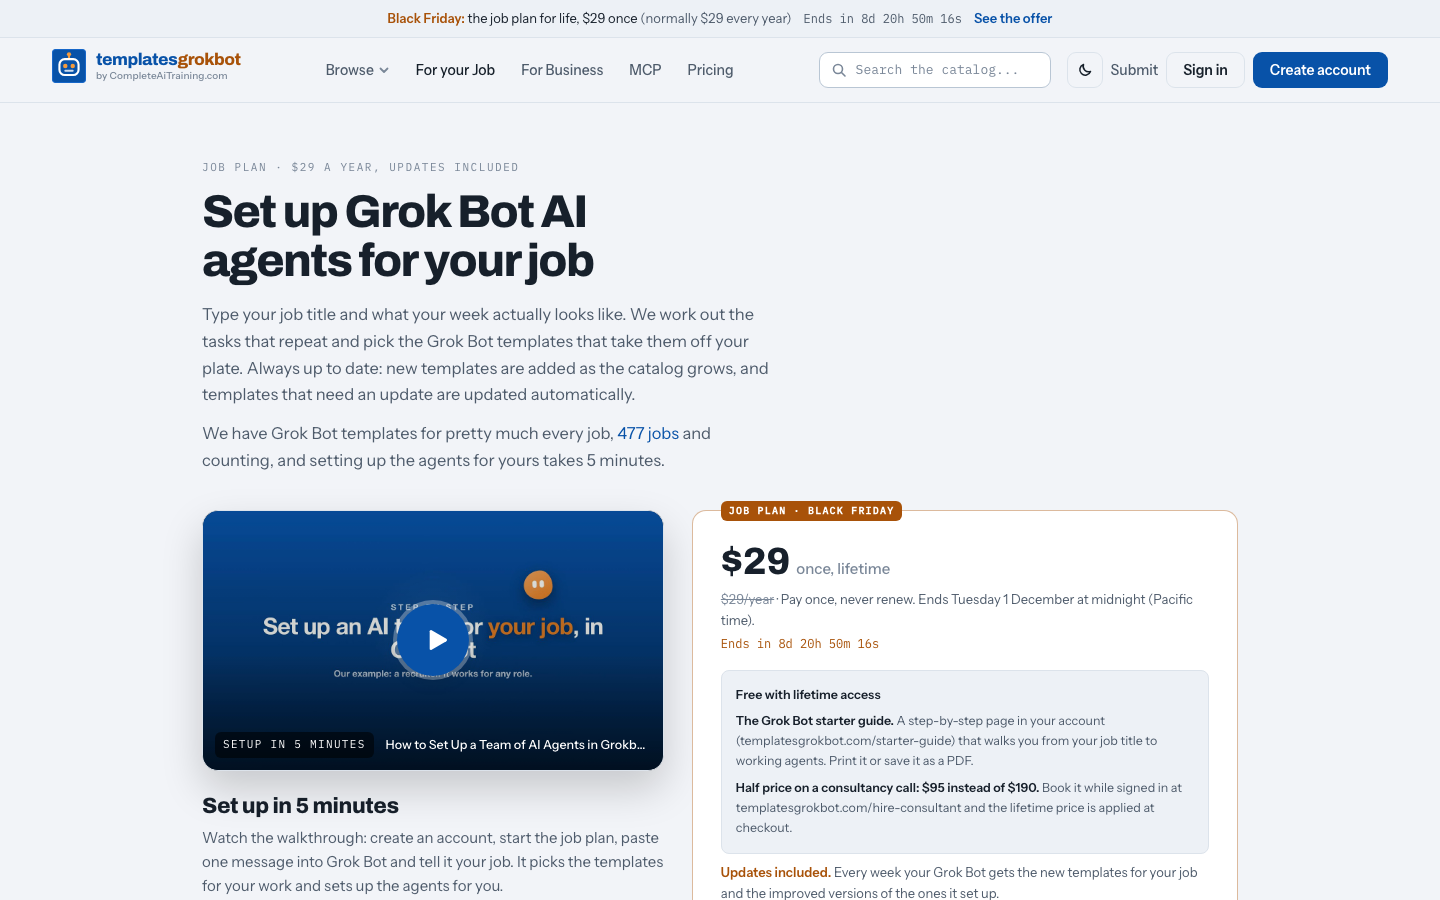 Black Friday: the job plan for life, $29 once (normally $29 every year) Ends in 8d 20h 50m 16s See the offer
templatesgrokbot
by CompleteAiTraining.com
Browse For your Job For Business MCP Pricing
Search the catalog...
Submit Sign in Create account
JOB PLAN · $29 A YEAR, UPDATES INCLUDED
Set up Grok Bot AI
agents for your job
Type your job title and what your week actually looks like. We work out the
tasks that repeat and pick the Grok Bot templates that take them off your
plate. Always up to date: new templates are added as the catalog grows, and
templates that need an update are updated automatically.
We have Grok Bot templates for pretty much every job, 477 jobs and
counting, and setting up the agents for yours takes 5 minutes.
Set up an AI your job, in
Our example: a works for any role.
SETUP IN 5 MINUTES How to Set Up a Team of AI Agents in Grokb...
Set up in 5 minutes
Watch the walkthrough: create an account, start the job plan, paste
one message into Grok Bot and tell it your job. It picks the templates
for your work and sets up the agents for you.
JOB PLAN · BLACK FRIDAY
$29 once, lifetime
$29/year · Pay once, never renew. Ends Tuesday 1 December at midnight (Pacific
time).
Ends in 8d 20h 50m 16s
Free with lifetime access
The Grok Bot starter guide. A step-by-step page in your account
(templatesgrokbot.com/starter-guide) that walks you from your job title to
working agents. Print it or save it as a PDF.
Half price on a consultancy call: $95 instead of $190. Book it while signed in at
templatesgrokbot.com/hire-consultant and the lifetime price is applied at
checkout.
Updates included. Every week your Grok Bot gets the new templates for your job
and the improved versions of the ones it set up.